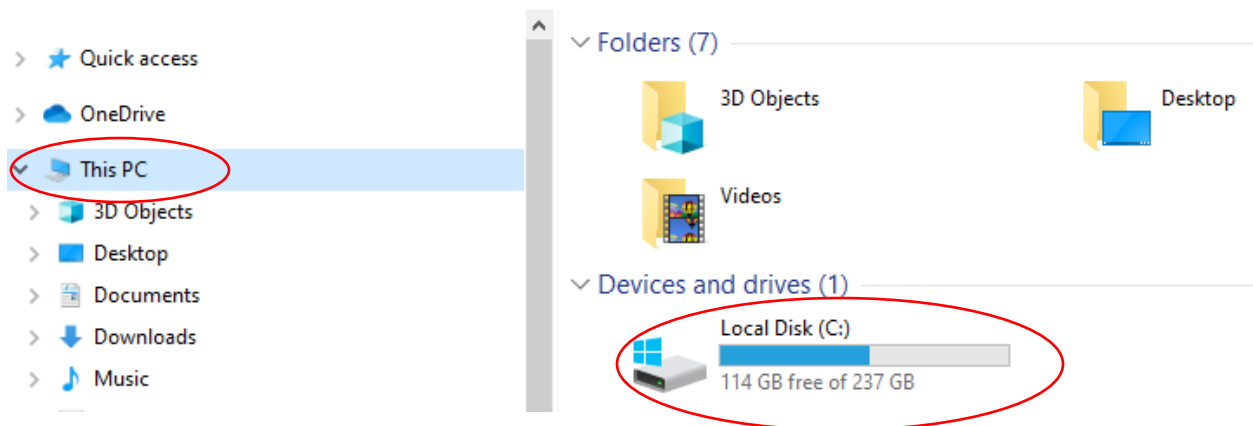 Quick access
OneDrive
This PC
3D Objects
Desktop
Documents
Downloads
Music
Folders (7)
3D Objects
Desktop
Videos
Devices and drives (1)
Local Disk (C:)
114 GB free of 237 GB